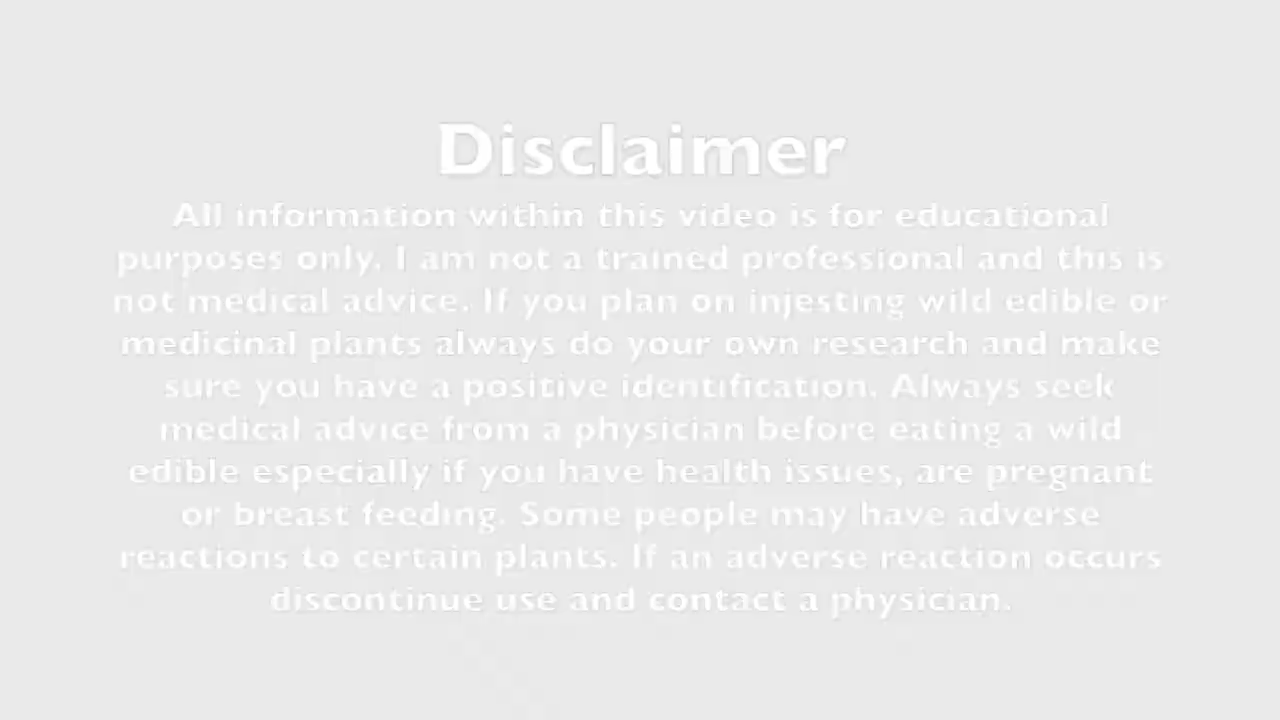 Disclaimer
All information within this video is for educational
purposes only. I am not a trained professional and this is
not medical advice. If you plan on injesting wild edible or
medicinal plants always do your own research and make
sure you have a positive identification. Always seek
medical advice from a physician before eating a wild
edible especially if you have health issues, are pregnant
or breast feeding. Some people may have adverse
reactions to certain plants. If an adverse reaction occurs
discontinue use and contact a physician.